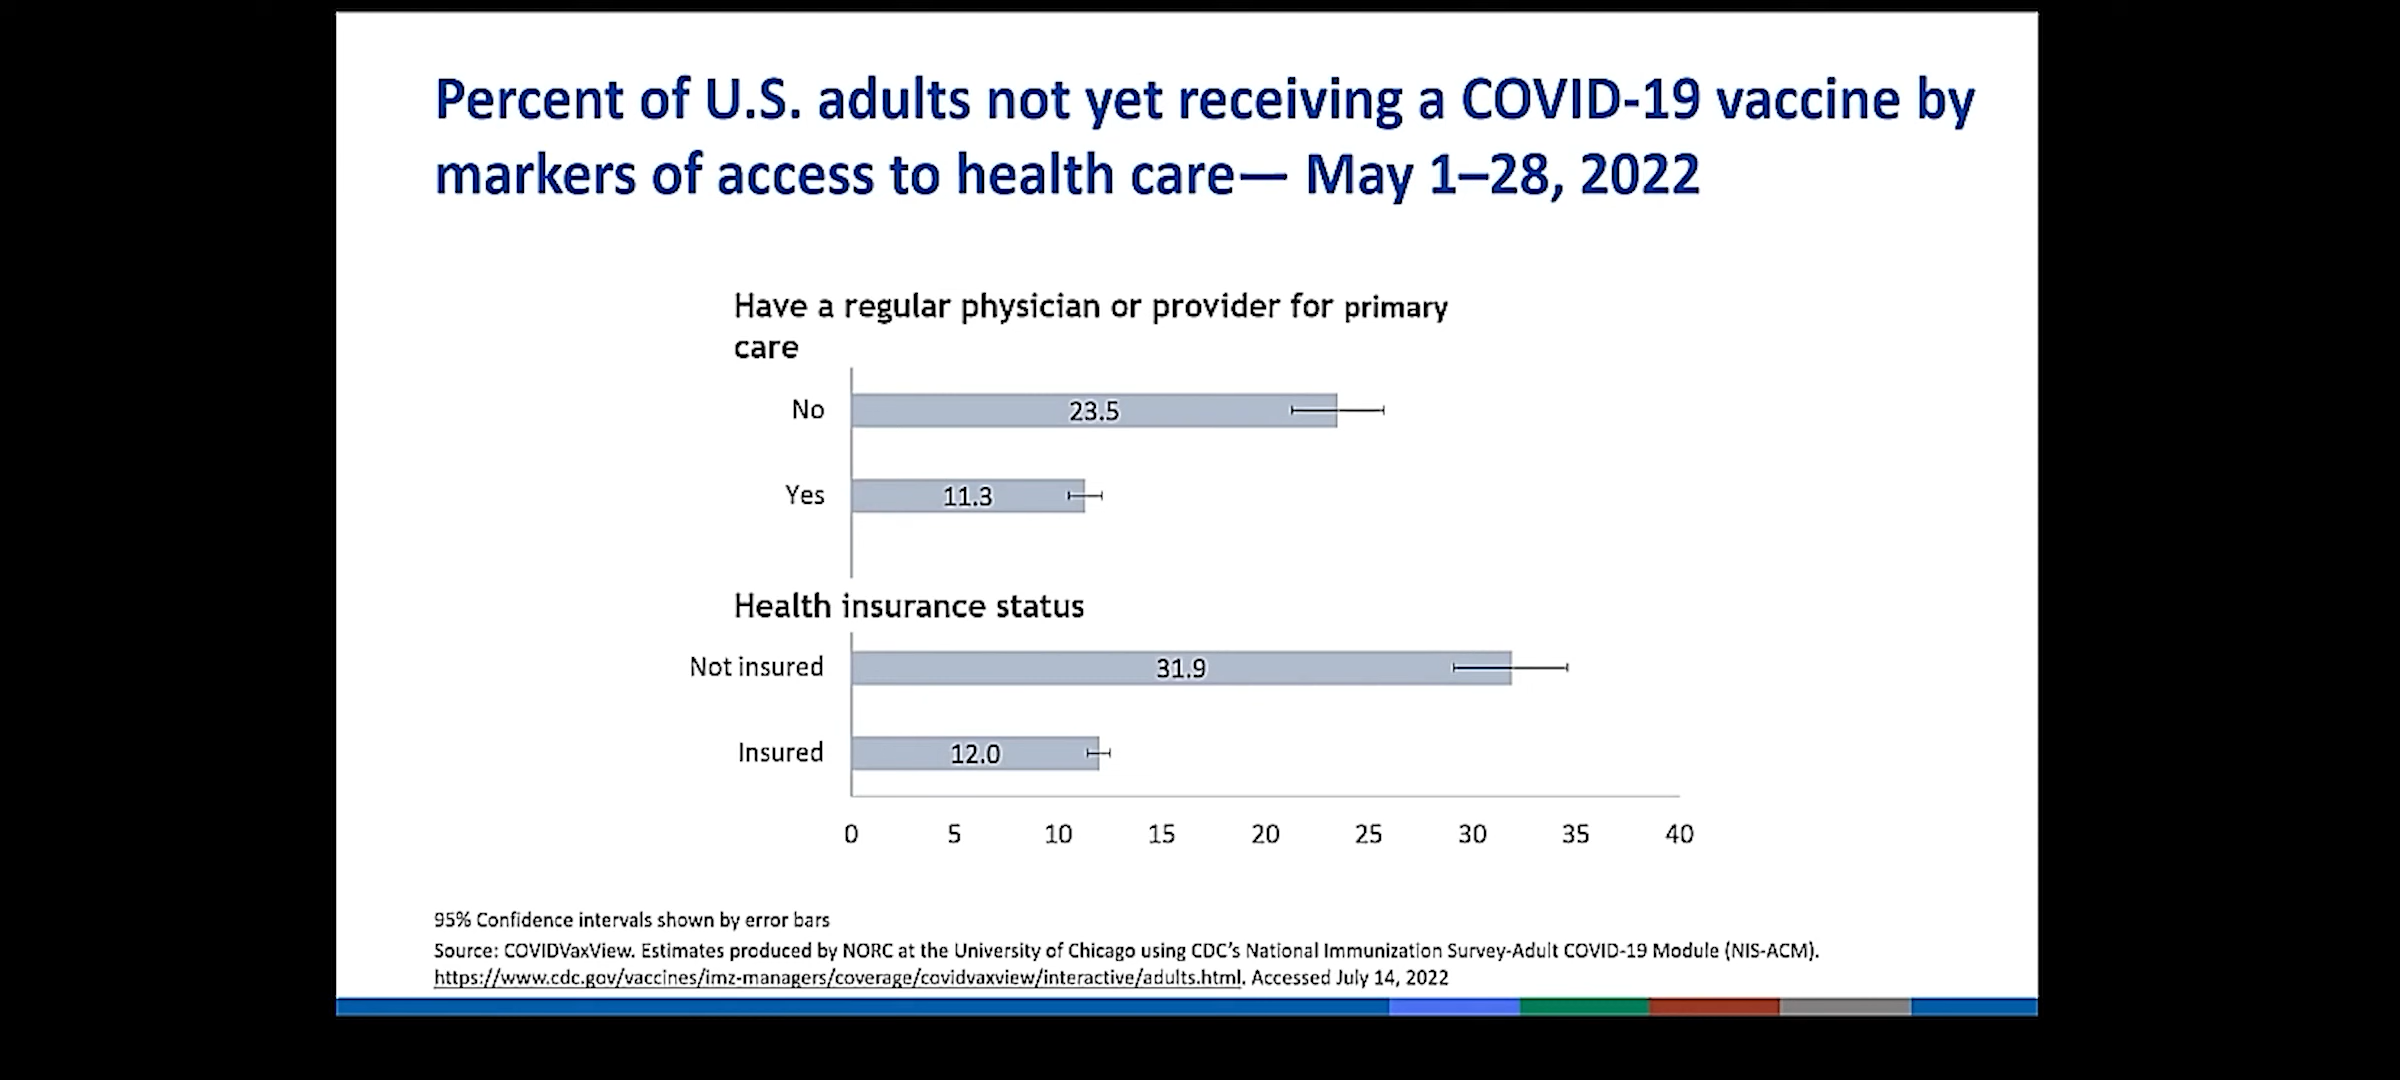 Percent of U.S. adults not yet receiving a COVID-19 vaccine by
markers of access to health care— May 1–28, 2022
Have a regular physician or provider for primary
care
No
23.5
Yes
11.3
Health insurance status
Not insured
31.9
Insured
12.0
0 5 10 15 20 25 30 35 40
95% Confidence intervals shown by error bars
Source: COVIDVaxView. Estimates produced by NORC at the University of Chicago using CDC's National Immunization Survey-Adult COVID-19 Module (NIS-ACM).
https://www.cdc.gov/vaccines/imz-managers/coverage/covidvaxview/interactive/adults.html. Accessed July 14, 2022